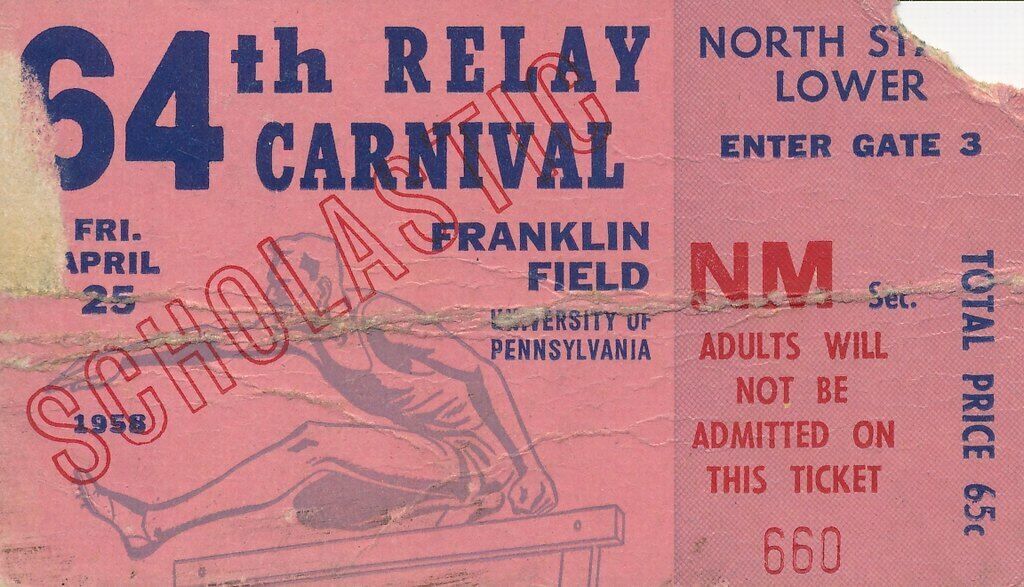 64th RELAY
CARNIVAL
SCHOLASTIC
FRI.
APRIL
25
1958
FRANKLIN
FIELD
UNIVERSITY OF
PENNSYLVANIA
NORTH
LOWER
ENTER GATE 3
NM Sec.
ADULTS WILL
NOT BE
ADMITTED ON
THIS TICKET
660
TOTAL PRICE 65c